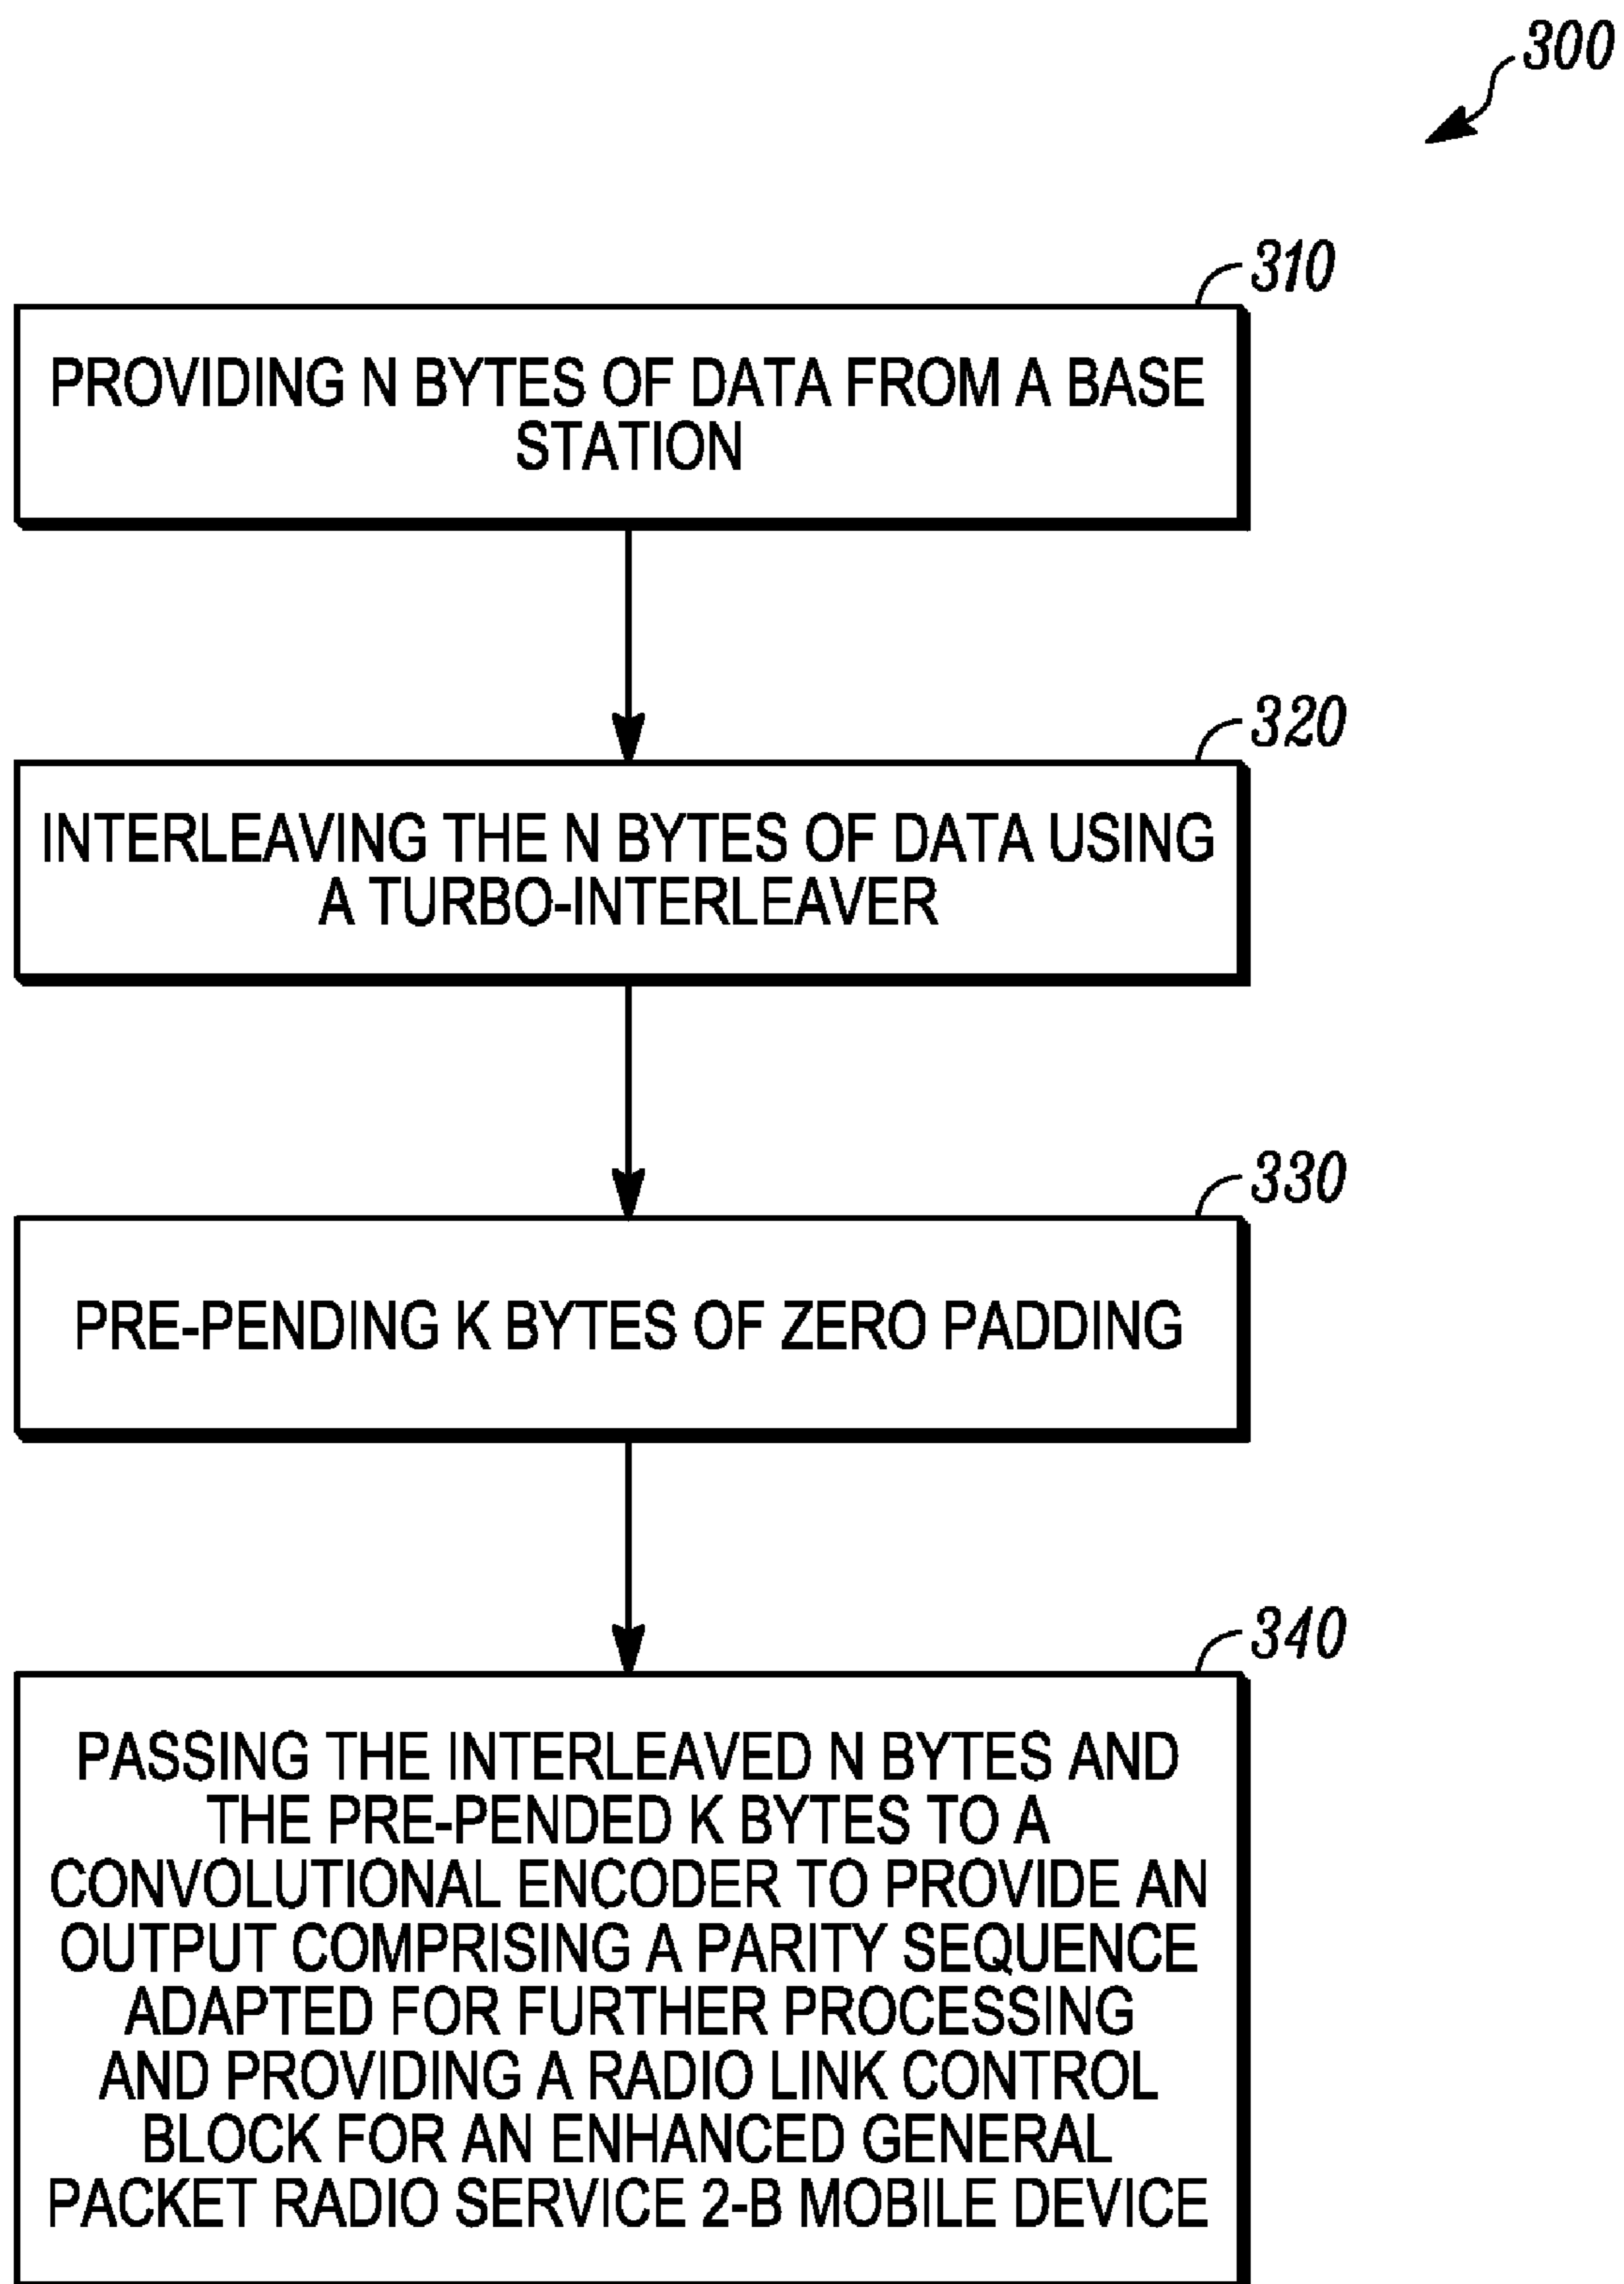 300
310
PROVIDING N BYTES OF DATA FROM A BASE
STATION
320
INTERLEAVING THE N BYTES OF DATA USING
A TURBO-INTERLEAVER
330
PRE-PENDING K BYTES OF ZERO PADDING
340
PASSING THE INTERLEAVED N BYTES AND
THE PRE-PENDED K BYTES TO A
CONVOLUTIONAL ENCODER TO PROVIDE AN
OUTPUT COMPRISING A PARITY SEQUENCE
ADAPTED FOR FURTHER PROCESSING
AND PROVIDING A RADIO LINK CONTROL
BLOCK FOR AN ENHANCED GENERAL
PACKET RADIO SERVICE 2-B MOBILE DEVICE